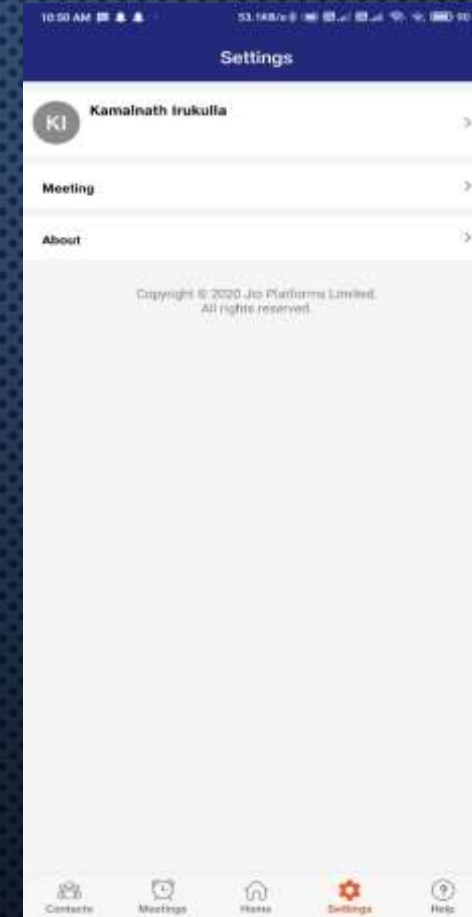 10:50 AM
Settings
KI
Kamalnath Irukulla
Meeting
About
Copyright © 2020 Jio Platforms Limited.
All rights reserved.
Contacts
Meetings
Home
Settings
Help